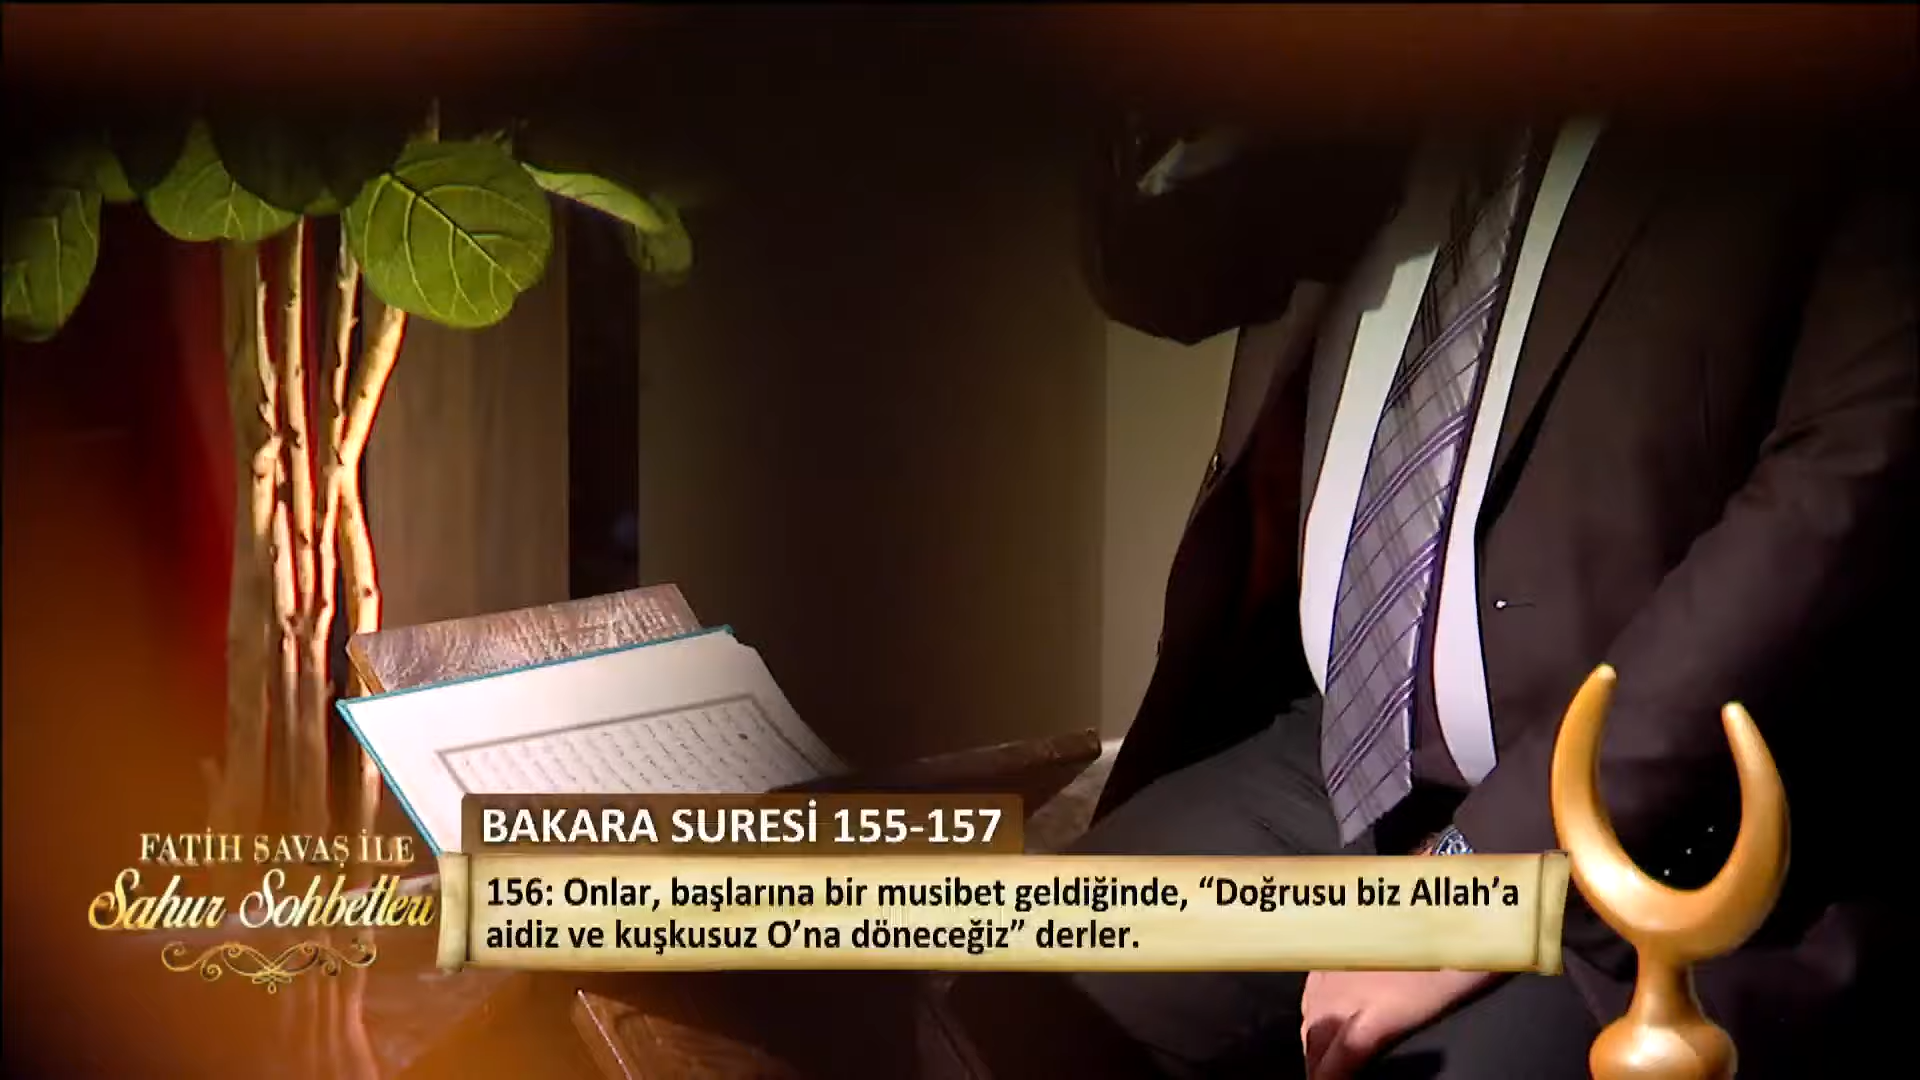 BAKARA SURESİ 155-157
FATİH SAVAŞ İLE
Sahur Sohbetleri
156: Onlar, başlarına bir musibet geldiğinde, “Doğrusu biz Allah’a
aidiz ve kuşkusuz O’na döneceğiz” derler.